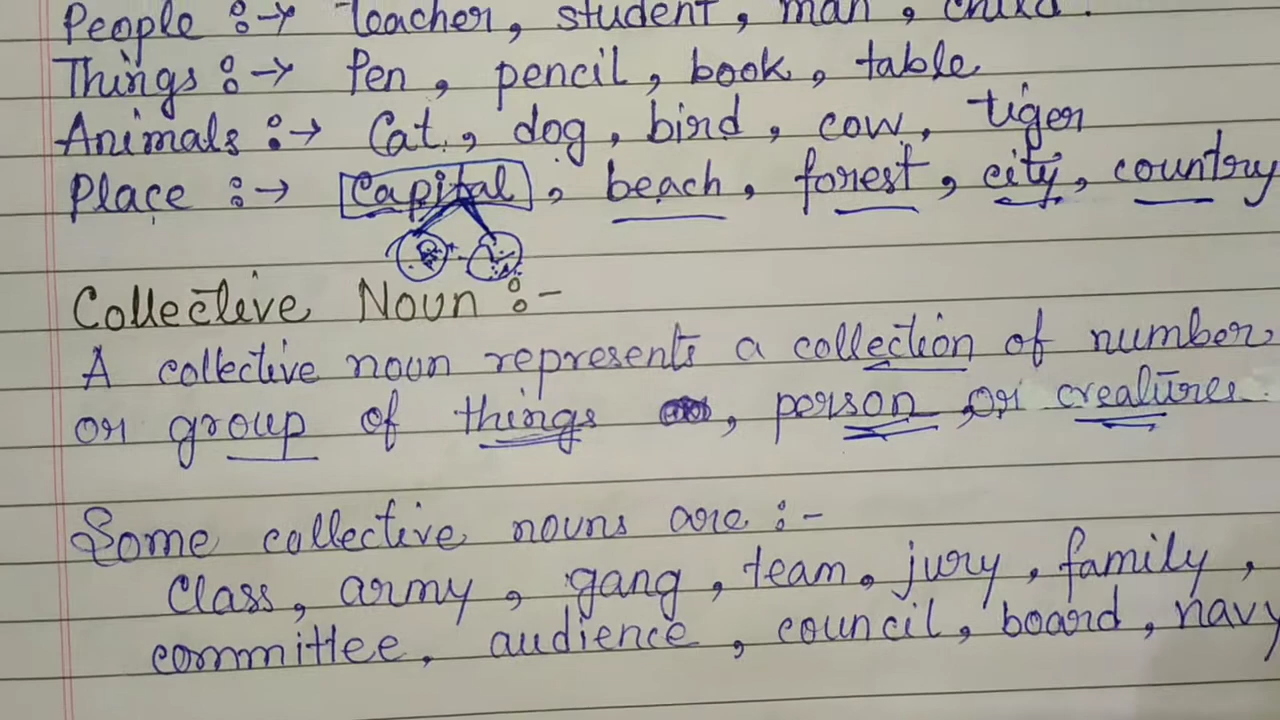 People :→ teacher, student, man, child.
Things :→ Pen, pencil, book, table
Animals :→ Cat, dog, bird, cow, tiger
Place :→ Capital, beach, forest, city, country
Collective Noun :-
A collective noun represents a collection of number
or group of things , person or creatures.
Some collective nouns are :-
Class, army, gang, team, jury, family,
committee, audience, council, board, navy